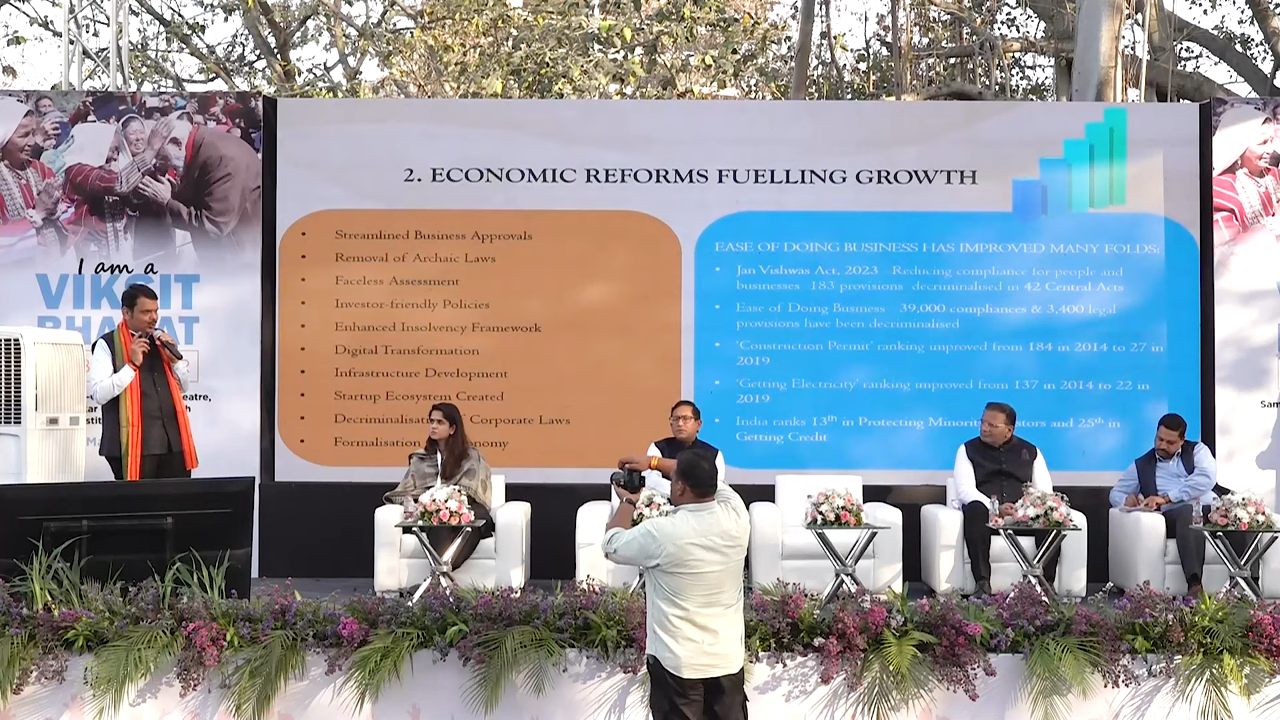 2. ECONOMIC REFORMS FUELLING GROWTH
• Streamlined Business Approvals
• Removal of Archaic Laws
• Faceless Assessment
• Investor-friendly Policies
• Enhanced Insolvency Framework
• Digital Transformation
• Infrastructure Development
• Startup Ecosystem Created
• Decriminalisa Corporate Laws
• Formalisation onomy
EASE OF DOING BUSINESS HAS IMPROVED MANY FOLDS:
• Jan Vishwas Act, 2023 Reducing compliance for people and
businesses 183 provisions decriminalised in 42 Central Acts
• Ease of Doing Business 39,000 compliances & 3,400 legal
provisions have been decriminalised
• 'Construction Permit' ranking improved from 184 in 2014 to 27 in
2019
• 'Getting Electricity' ranking improved from 137 in 2014 to 22 in
2019
• India ranks 13th in Protecting Minority stors and 25th in
Getting Credit
I am a
VIKSIT
BHARAT